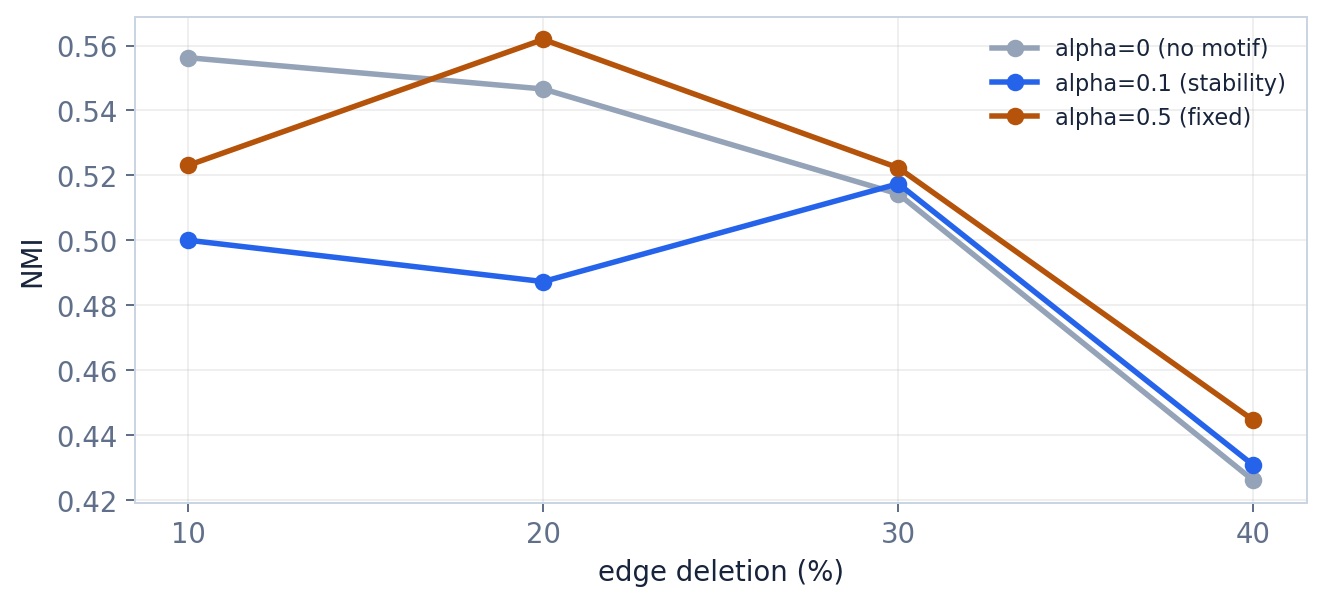 0.56
0.54
0.52
0.50
0.48
0.46
0.44
0.42
NMI
10
20
30
40
edge deletion (%)
alpha=0 (no motif)
alpha=0.1 (stability)
alpha=0.5 (fixed)